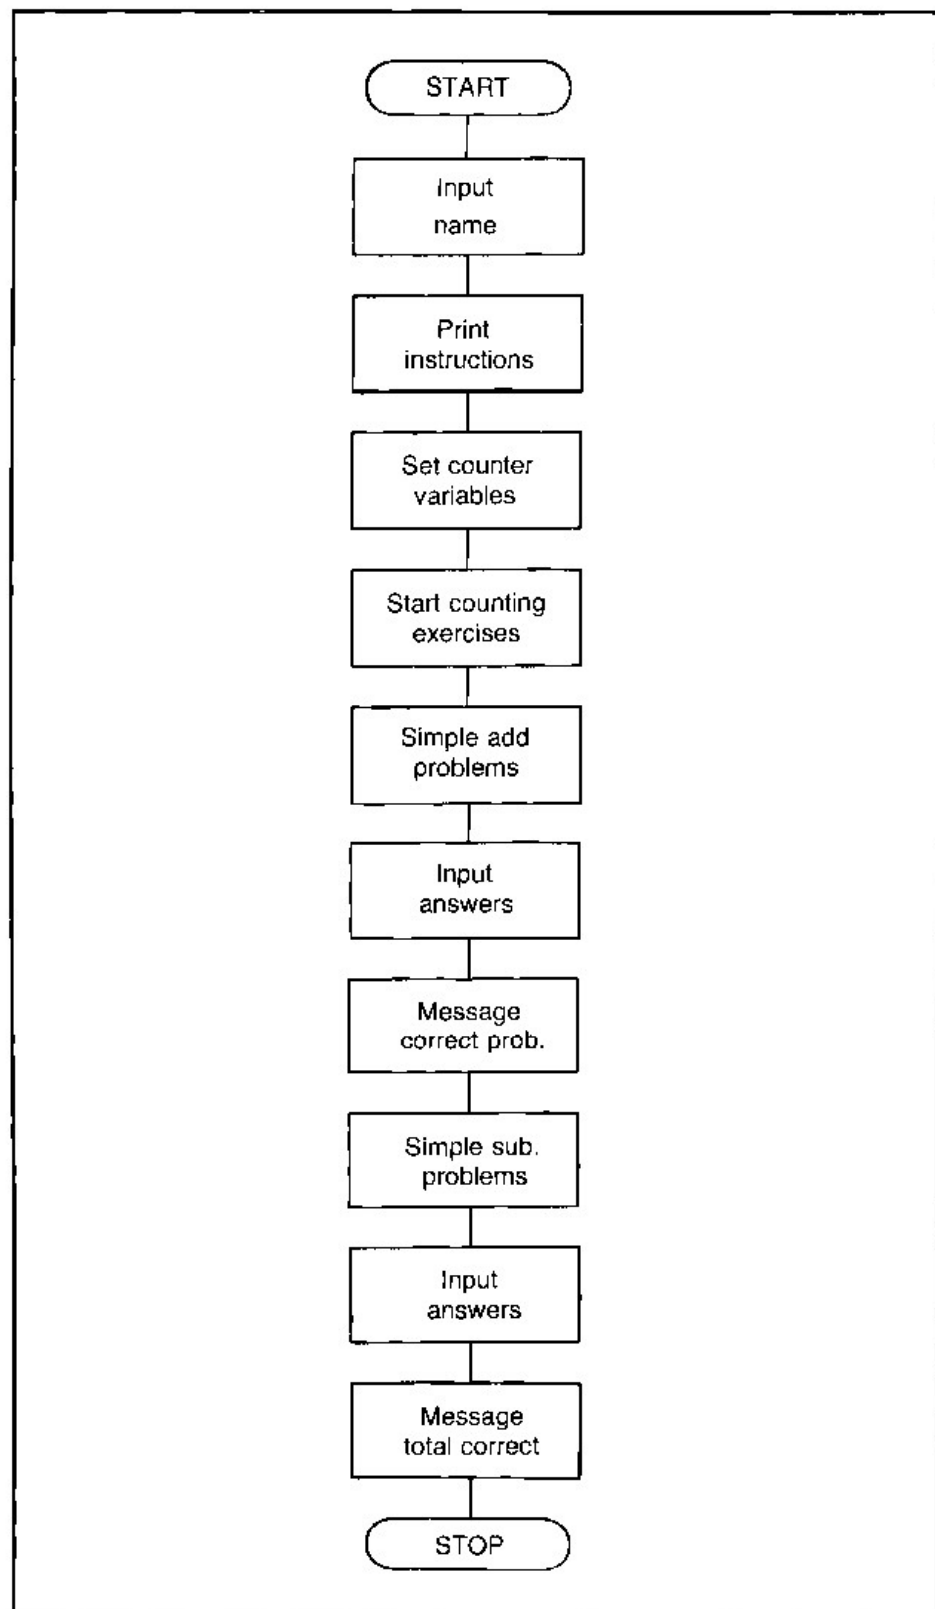 START
Input
name
Print
instructions
Set counter
variables
Start counting
exercises
Simple add
problems
Input
answers
Message
correct prob.
Simple sub.
problems
Input
answers
Message
total correct
STOP